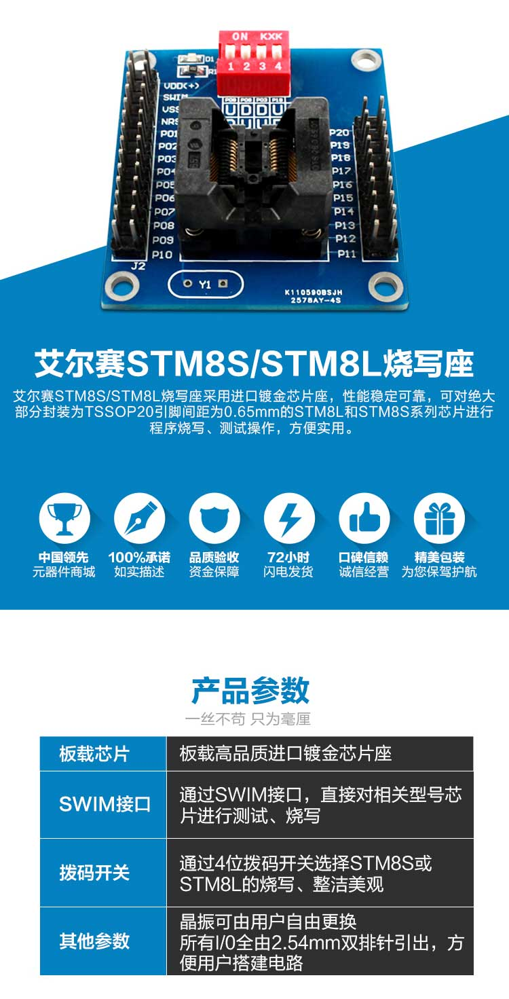 ON KXK
1 2 3 4
D1
R1
VDD(+)
SWIM
VSS
NRS
P09 P08 P03 P19
U D D U
P01
P02
P03
P04
P05
P06
P07
P08
P09
P10
J2
P20
P19
P18
P17
P16
P15
P14
P13
P12
P11
Y1
K110590BSJH
2578AY-4S
艾尔赛STM8S/STM8L烧写座
艾尔赛STM8S/STM8L烧写座采用进口镀金芯片座，性能稳定可靠，可对绝大
部分封装为TSSOP20引脚间距为0.65mm的STM8L和STM8S系列芯片进行
程序烧写、测试操作，方便实用。
中国领先
元器件商城
100%承诺
如实描述
品质验收
资金保障
72小时
闪电发货
口碑信赖
诚信经营
精美包装
为您保驾护航
产品参数
一丝不苟 只为毫厘
板载芯片
板载高品质进口镀金芯片座
SWIM接口
通过SWIM接口，直接对相关型号芯
片进行测试、烧写
拨码开关
通过4位拨码开关选择STM8S或
STM8L的烧写、整洁美观
其他参数
晶振可由用户自由更换
所有I/0全由2.54mm双排针引出，方
便用户搭建电路